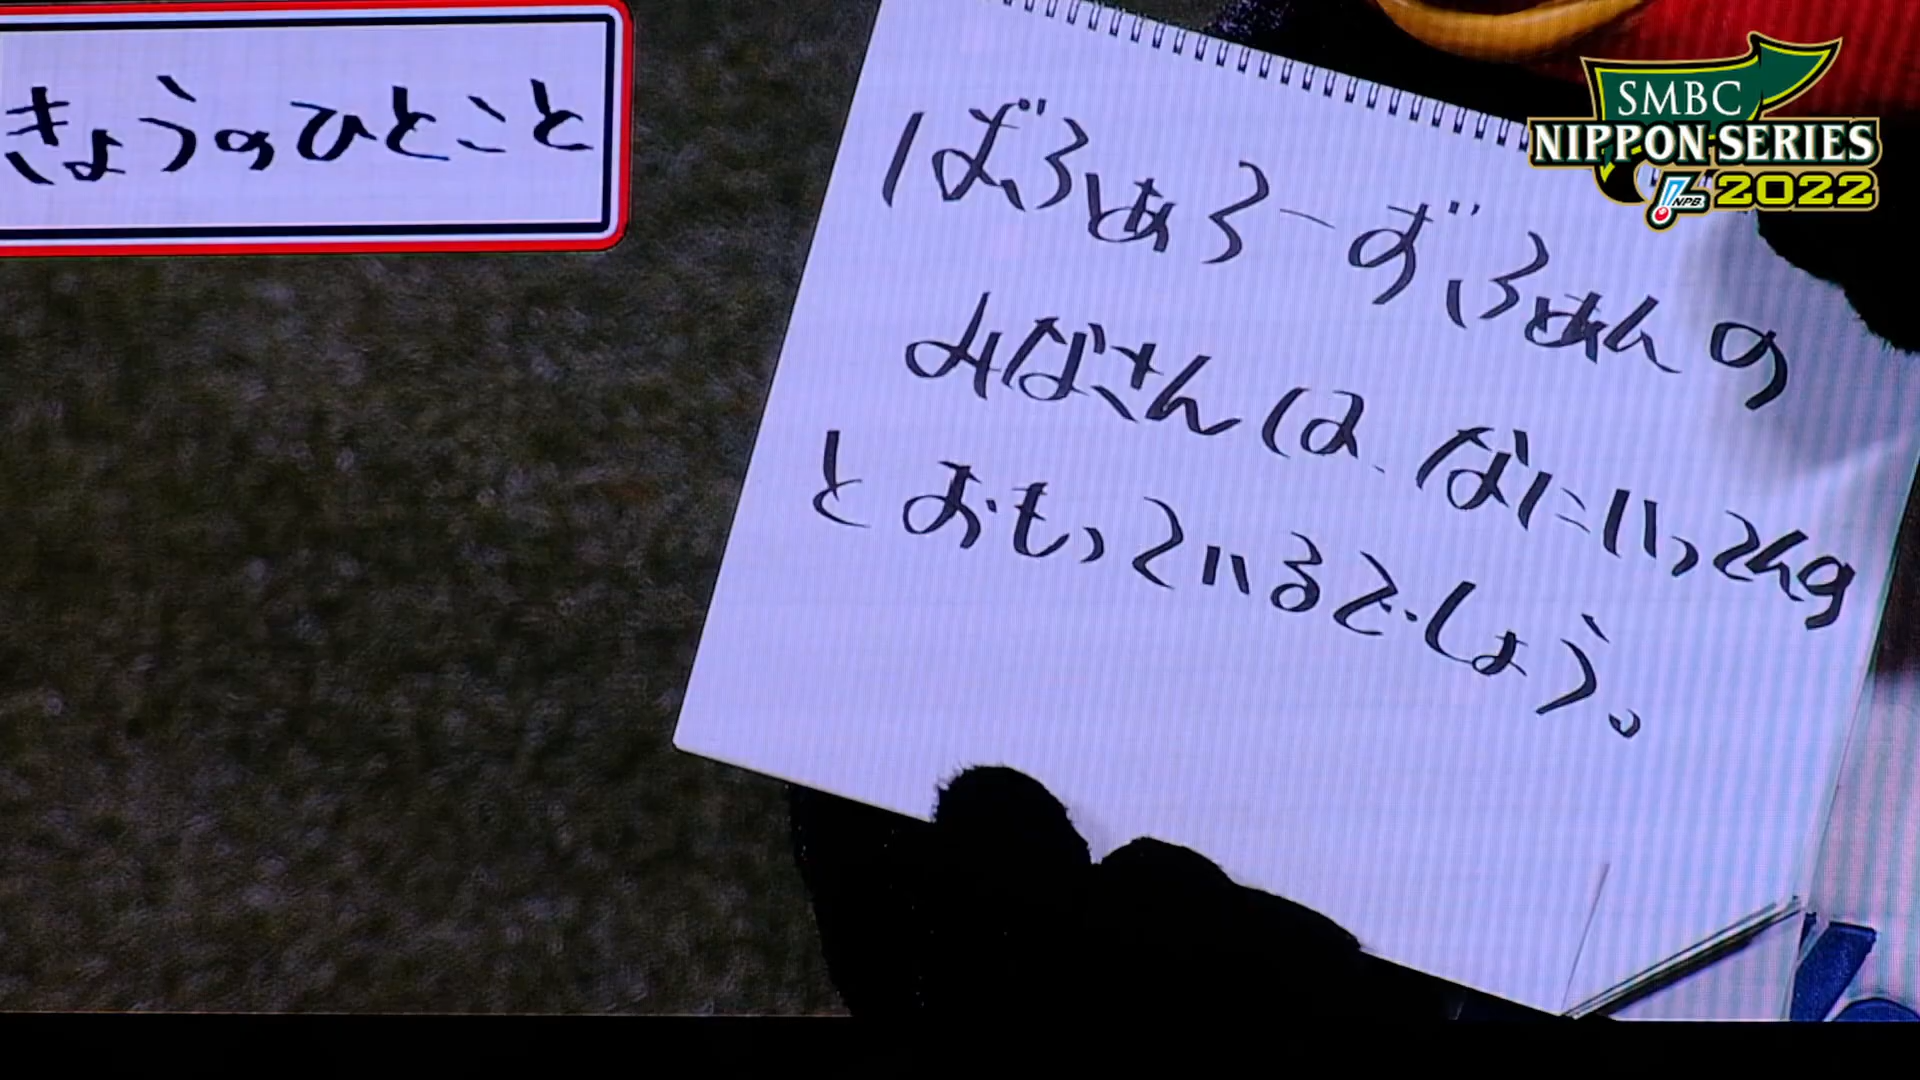 きょうのひとこと
SMBC
NIPPON SERIES
NPB 2022
ばふぁろーずふぁんの
みなさんは、なにいってんの
とおもっているでしょう。